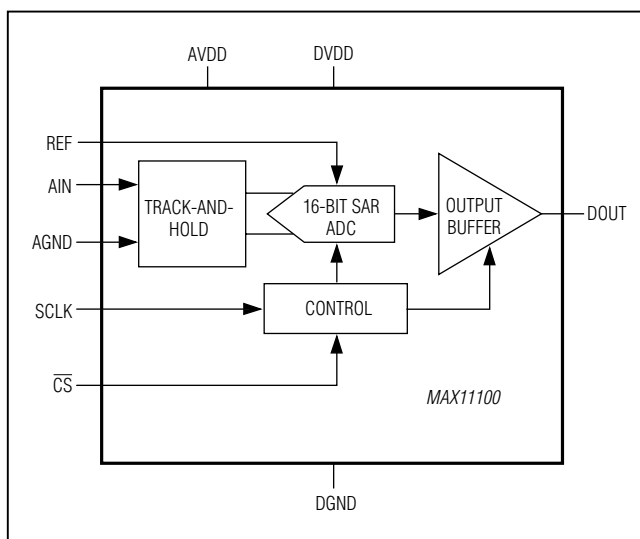 AVDD DVDD
REF
AIN
AGND
SCLK
CS
TRACK-AND-
HOLD
16-BIT SAR
ADC
OUTPUT
BUFFER
DOUT
CONTROL
MAX11100
DGND